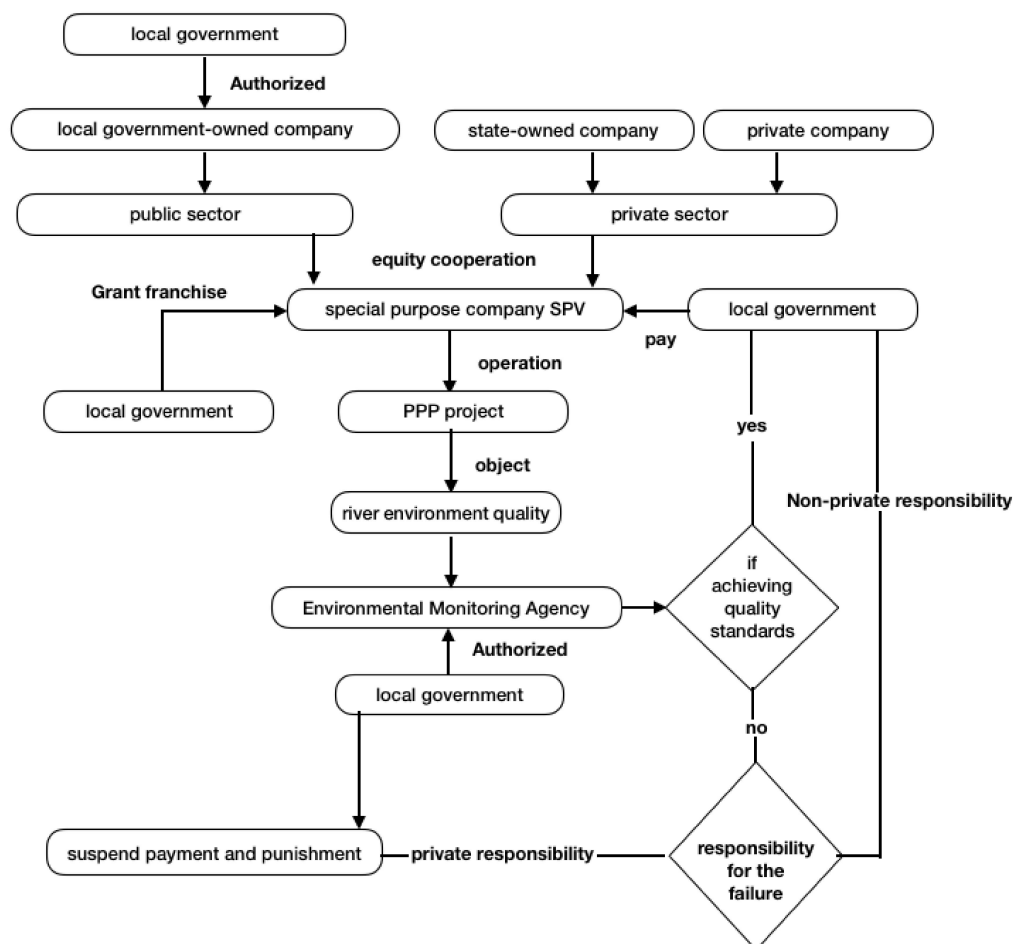 local government
Authorized
local government-owned company
state-owned company
private company
public sector
private sector
equity cooperation
Grant franchise
special purpose company SPV
local government
pay
operation
local government
PPP project
yes
object
Non-private responsibility
river environment quality
if
achieving
quality
standards
Environmental Monitoring Agency
Authorized
local government
no
suspend payment and punishment
private responsibility
responsibility
for the
failure